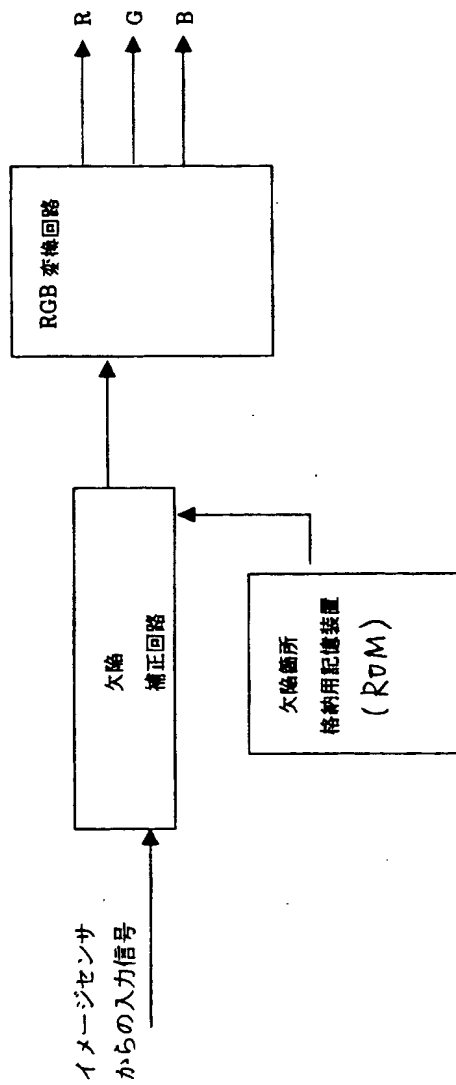 イメージセンサ
からの入力信号
欠陥
補正回路
欠陥箇所
格納用記憶装置
(ROM)
RGB 変換回路
R
G
B